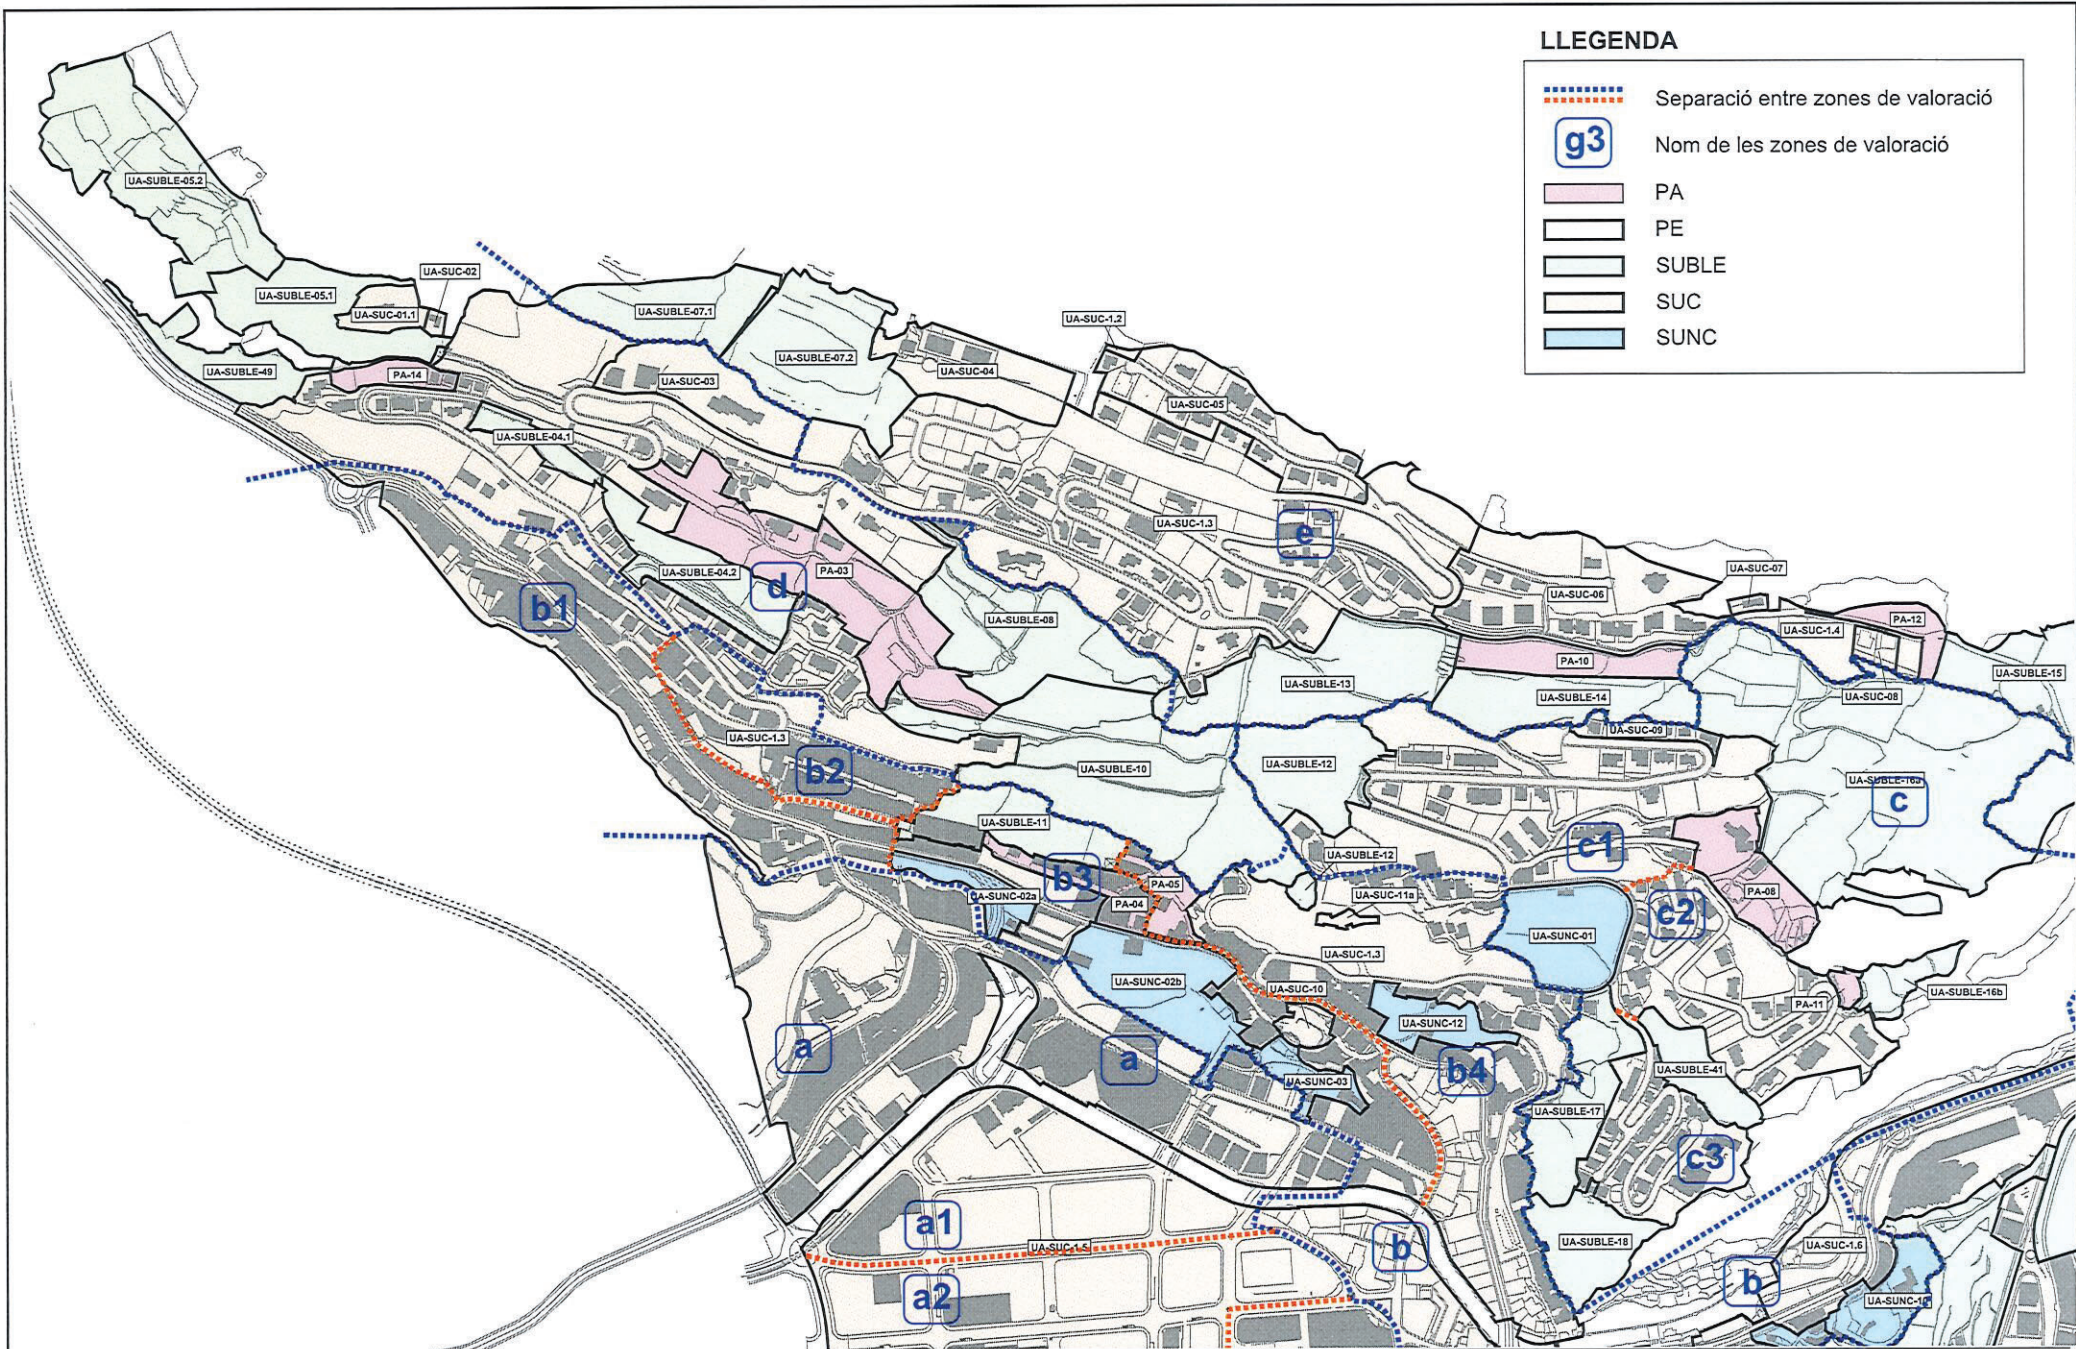 LLEGENDA
Separació entre zones de valoració
g3
Nom de les zones de valoració
PA
PE
SUBLE
SUC
SUNC
UA-SUBLE-05.2
UA-SUC-02
UA-SUBLE-05.1
UA-SUC-01.1
UA-SUBLE-07.1
UA-SUC-1.2
UA-SUBLE-07.2
UA-SUBLE-49
PA-14
UA-SUC-03
UA-SUC-04
UA-SUC-05
UA-SUBLE-04.1
UA-SUC-1.3
e
UA-SUBLE-04.2
d
PA-03
UA-SUC-07
b1
UA-SUC-06
UA-SUBLE-08
PA-12
UA-SUC-1.4
PA-10
UA-SUBLE-15
UA-SUBLE-13
UA-SUBLE-14
UA-SUC-08
UA-SUC-1.3
UA-SUC-09
b2
UA-SUBLE-10
UA-SUBLE-12
UA-SUBLE-16a
c
UA-SUBLE-11
c1
UA-SUBLE-12
b3
PA-05
PA-08
UA-SUNC-02a
PA-04
UA-SUC-11a
c2
UA-SUNC-01
UA-SUC-1.3
UA-SUNC-02b
UA-SUC-10
UA-SUBLE-16b
PA-11
UA-SUNC-12
a
a
b4
UA-SUNC-03
UA-SUBLE-41
UA-SUBLE-17
c3
a1
UA-SUC-1.5
b
UA-SUBLE-18
UA-SUC-1.6
a2
b